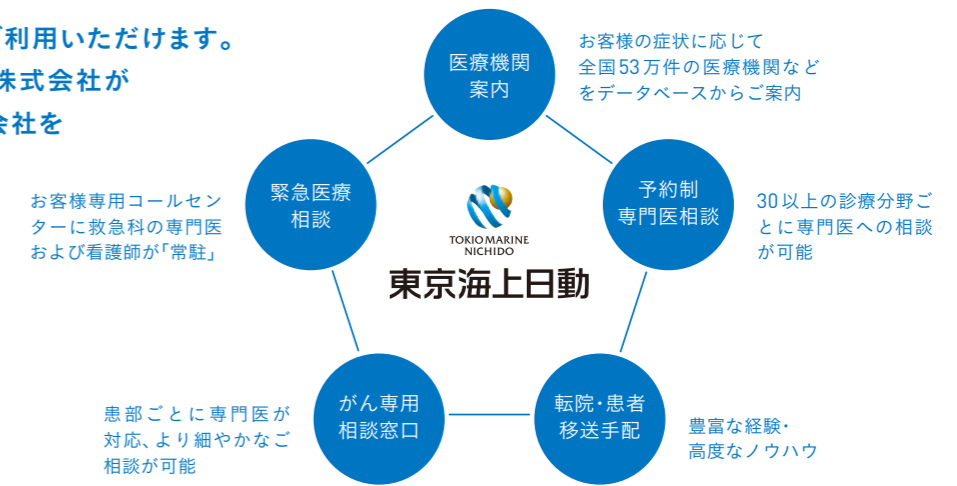 利用いただけます。
株式会社が
会社を
医療機関
案内
お客様の症状に応じて
全国53万件の医療機関など
をデータベースからご案内
緊急医療
相談
お客様専用コールセン
ターに救急科の専門医
および看護師が「常駐」
予約制
専門医相談
30以上の診療分野ご
とに専門医への相談
が可能
TOKIO MARINE
NICHIDO
東京海上日動
がん専用
相談窓口
患部ごとに専門医が
対応、より細やかなご
相談が可能
転院・患者
移送手配
豊富な経験・
高度なノウハウ